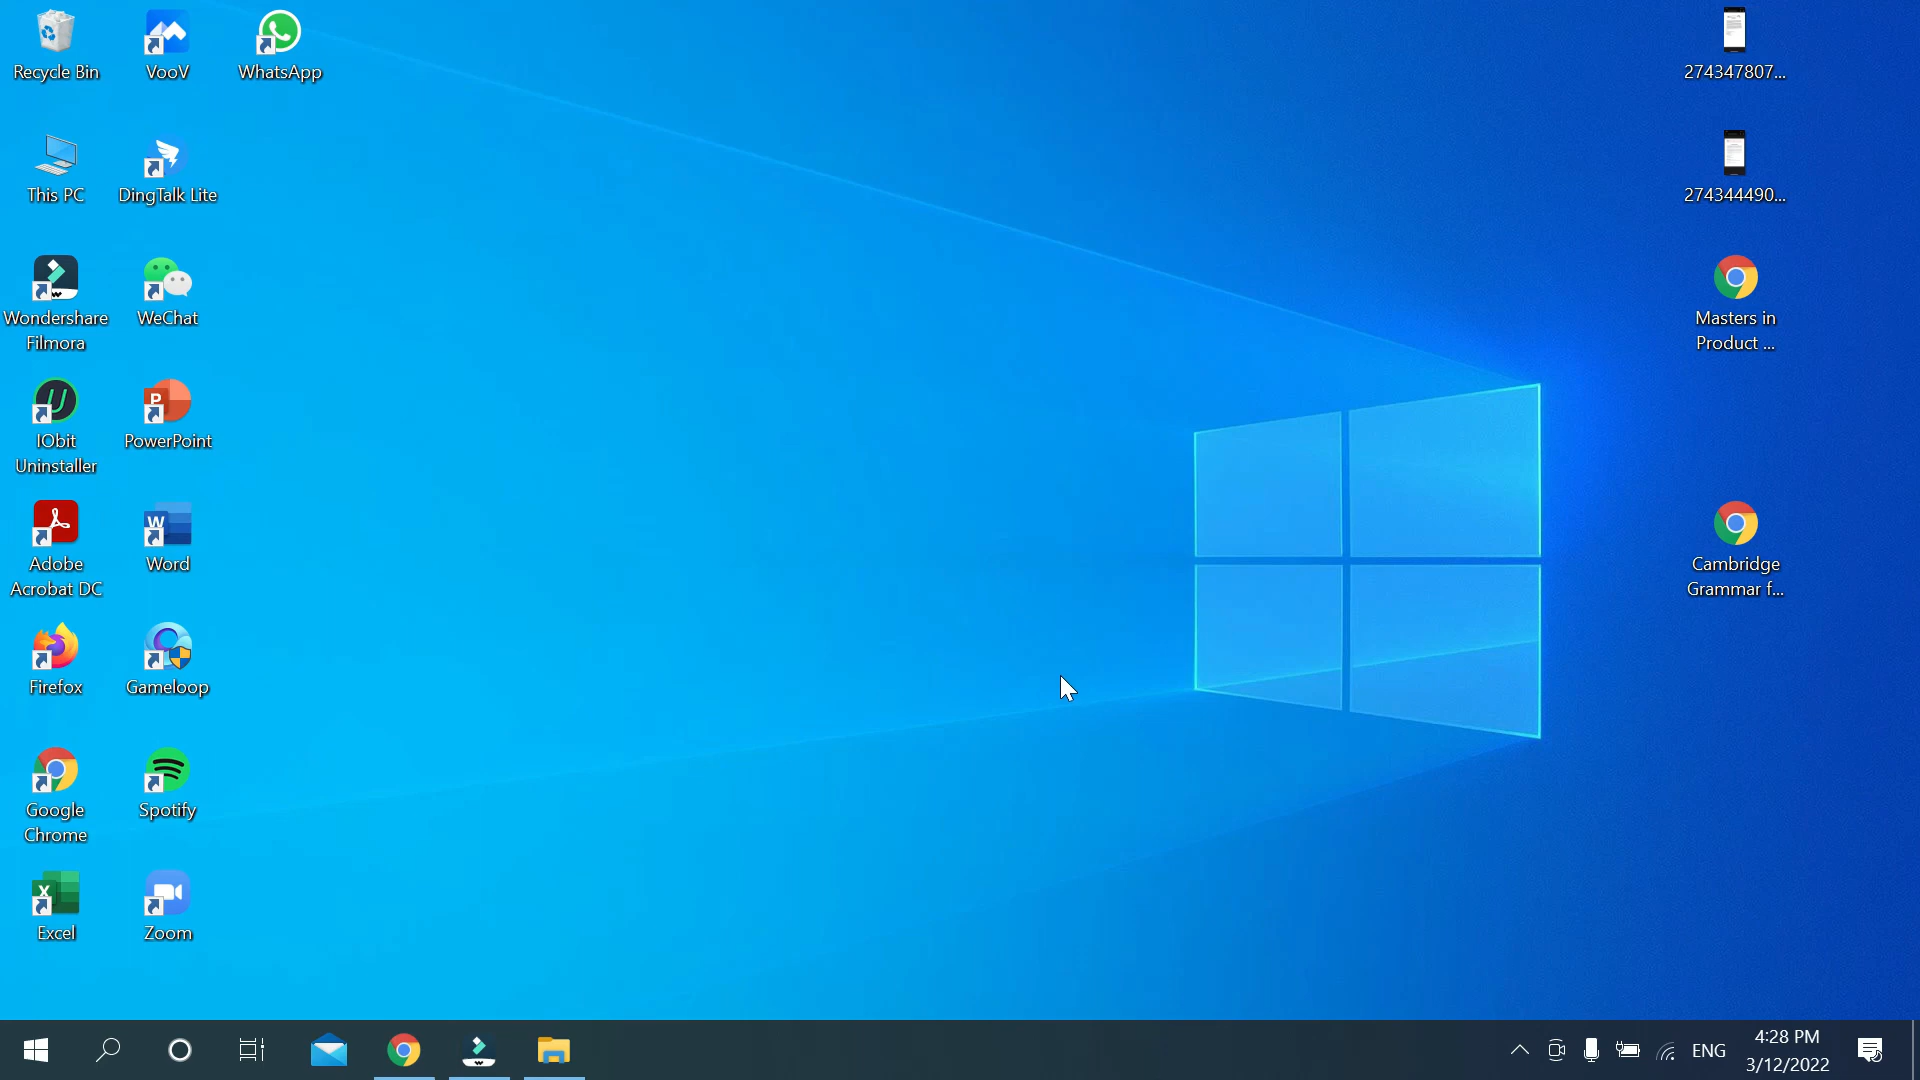 Recycle Bin
VooV
WhatsApp
This PC
DingTalk Lite
Wondershare
Filmora
WeChat
IObit
Uninstaller
PowerPoint
Adobe
Acrobat DC
Word
Firefox
Gameloop
Google
Chrome
Spotify
Excel
Zoom
274347807...
274344490...
Masters in
Product ...
Cambridge
Grammar f...
ENG
4:28 PM
3/12/2022